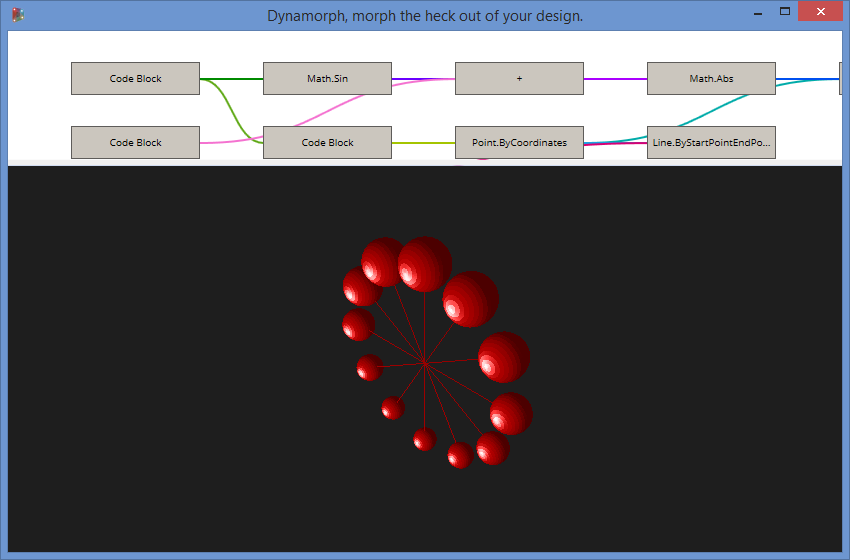 Dynamorph, morph the heck out of your design.
Code Block
Math.Sin
+
Math.Abs
Code Block
Code Block
Point.ByCoordinates
Line.ByStartPointEndPo...